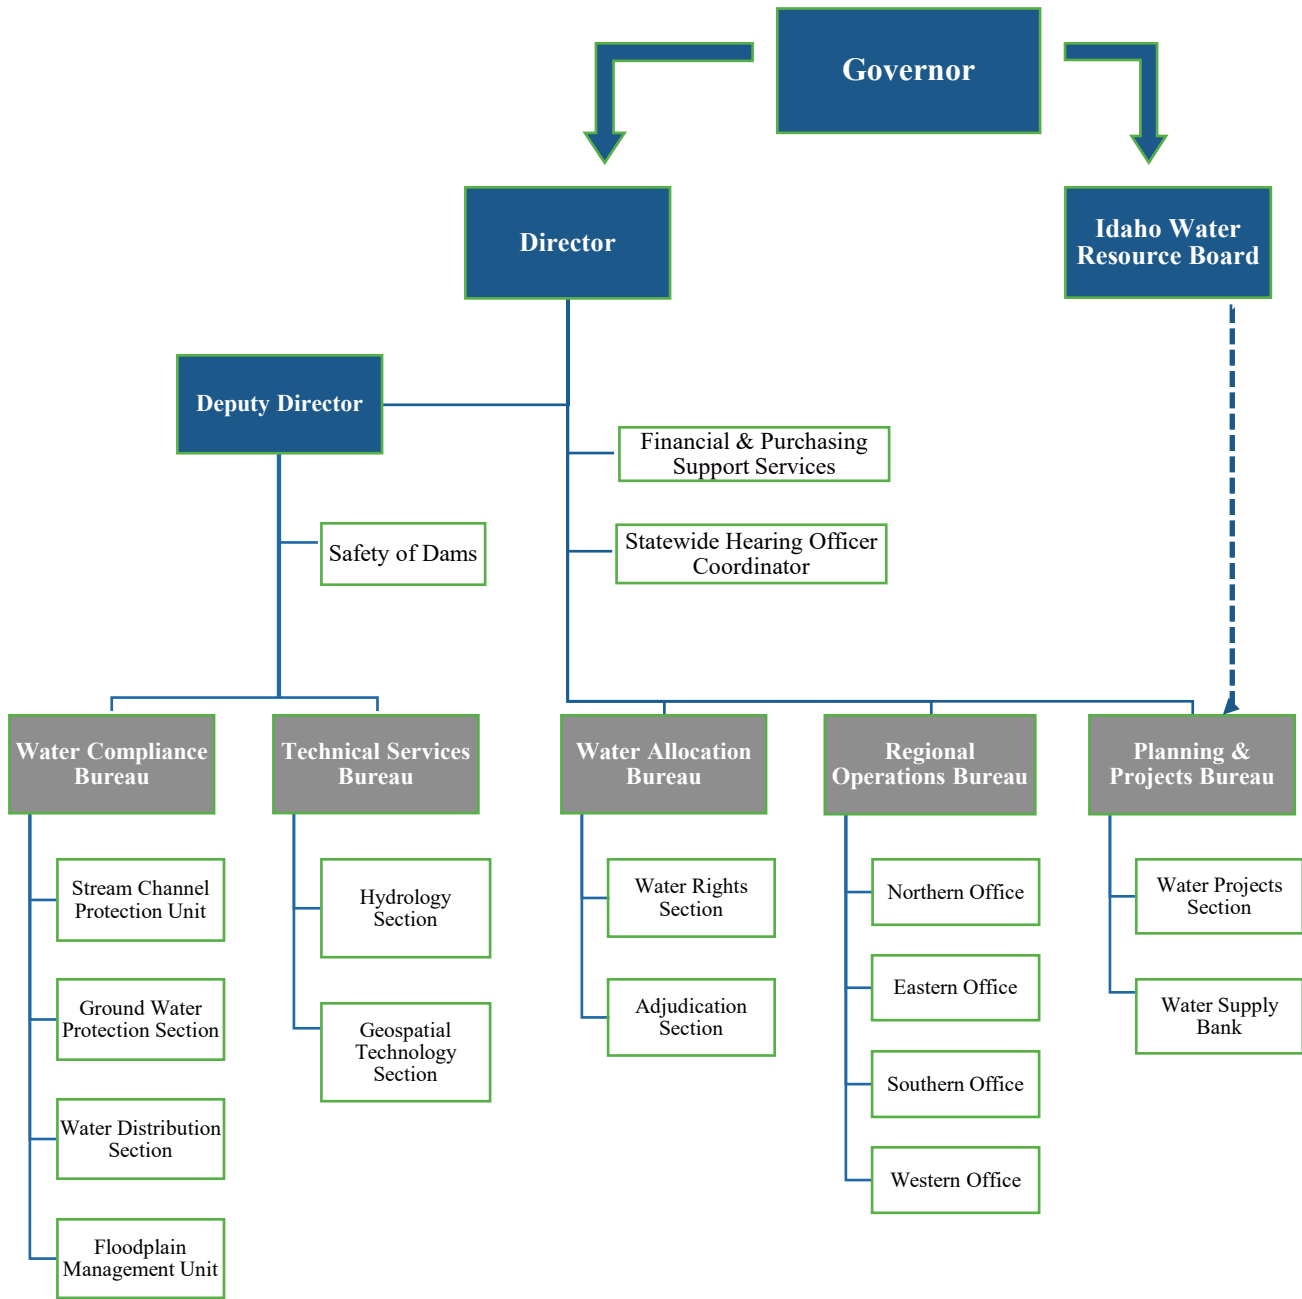 Governor
Director
Idaho Water
Resource Board
Deputy Director
Financial & Purchasing
Support Services
Safety of Dams
Statewide Hearing Officer
Coordinator
Water Compliance
Bureau
Technical Services
Bureau
Water Allocation
Bureau
Regional
Operations Bureau
Planning &
Projects Bureau
Stream Channel
Protection Unit
Ground Water
Protection Section
Water Distribution
Section
Floodplain
Management Unit
Hydrology
Section
Geospatial
Technology
Section
Water Rights
Section
Adjudication
Section
Northern Office
Eastern Office
Southern Office
Western Office
Water Projects
Section
Water Supply
Bank